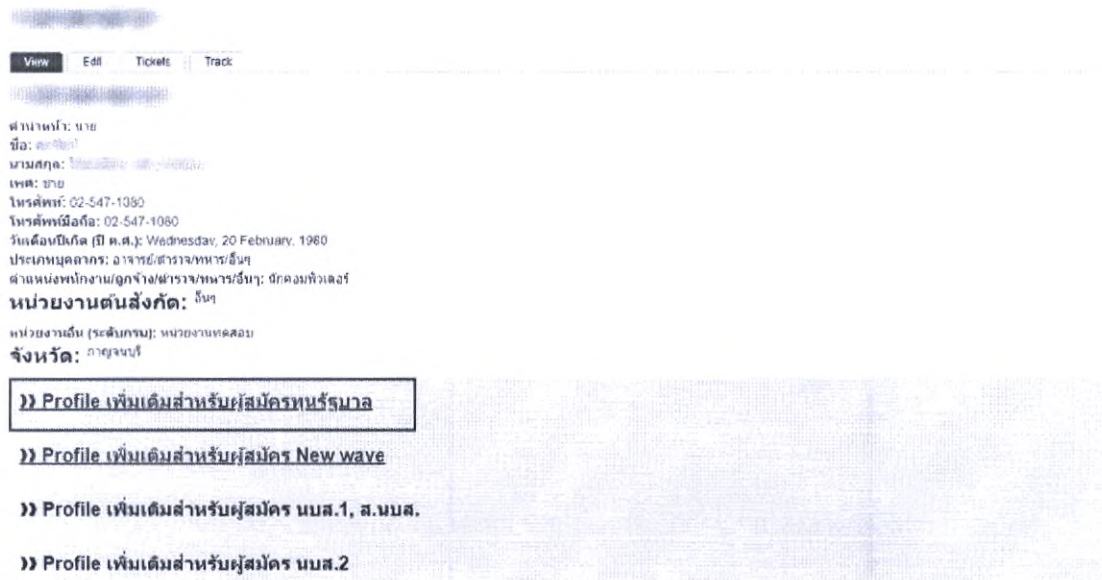 View Edit Tickets Track
คำนำหน้า: นาย
ชื่อ:
นามสกุล:
เพศ: ชาย
โทรศัพท์: 02-547-1080
โทรศัพท์มือถือ: 02-547-1080
วันเดือนปีเกิด (ปี ค.ศ.): Wednesday, 20 February, 1980
ประเภทบุคลากร: อาจารย์/ตำรวจ/ทหาร/อื่นๆ
ตำแหน่งพนักงาน/ลูกจ้าง/ตำรวจ/ทหาร/อื่นๆ: นักคอมพิวเตอร์
หน่วยงานต้นสังกัด: อื่นๆ
หน่วยงานอื่น (ระดับกรม): หน่วยงานทดสอบ
จังหวัด: กาญจนบุรี
》 Profile เพิ่มเติมสำหรับผู้สมัครทุนรัฐบาล
》 Profile เพิ่มเติมสำหรับผู้สมัคร New wave
》 Profile เพิ่มเติมสำหรับผู้สมัคร นบส.1, ส.นบส.
》 Profile เพิ่มเติมสำหรับผู้สมัคร นบส.2